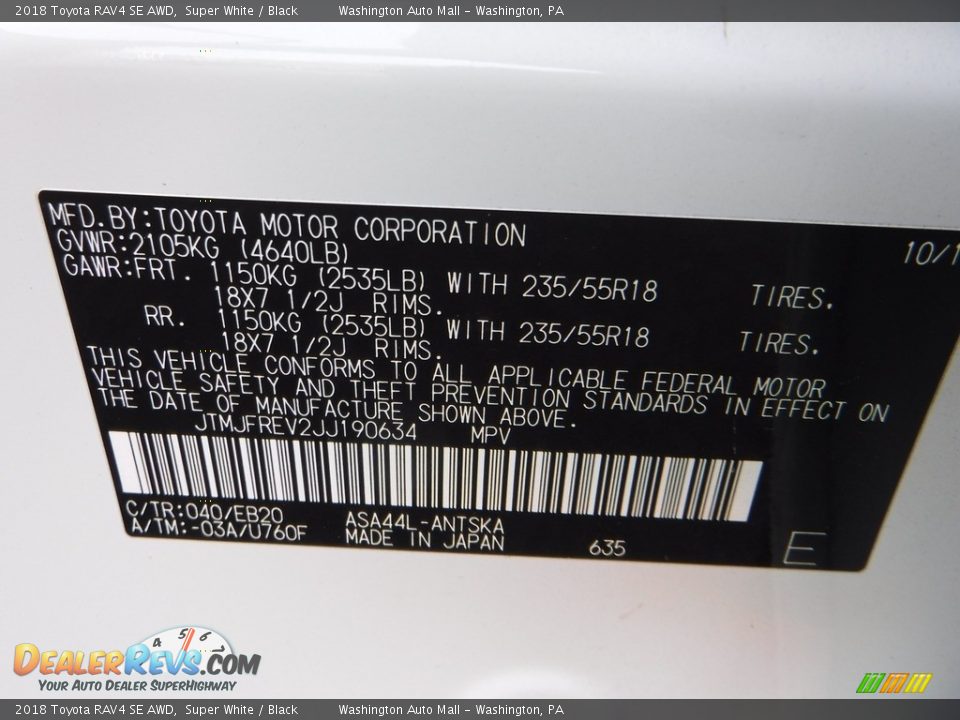 2018 Toyota RAV4 SE AWD, Super White / Black Washington Auto Mall - Washington, PA
MFD.BY:TOYOTA MOTOR CORPORATION 10/1
GVWR:2105KG (4640LB)
GAWR:FRT. 1150KG (2535LB) WITH 235/55R18 TIRES.
18X7 1/2J RIMS.
RR. 1150KG (2535LB) WITH 235/55R18 TIRES.
18X7 1/2J RIMS.
THIS VEHICLE CONFORMS TO ALL APPLICABLE FEDERAL MOTOR
VEHICLE SAFETY AND THEFT PREVENTION STANDARDS IN EFFECT ON
THE DATE OF MANUFACTURE SHOWN ABOVE.
JTMJFREV2JJ190634 MPV
C/TR:040/EB20 ASA44L-ANTSKA
A/TM:-03A/U760F MADE IN JAPAN 635 E
4 5 6
DealerRevs.com
Your Auto Dealer SuperHighway
2018 Toyota RAV4 SE AWD, Super White / Black Washington Auto Mall - Washington, PA